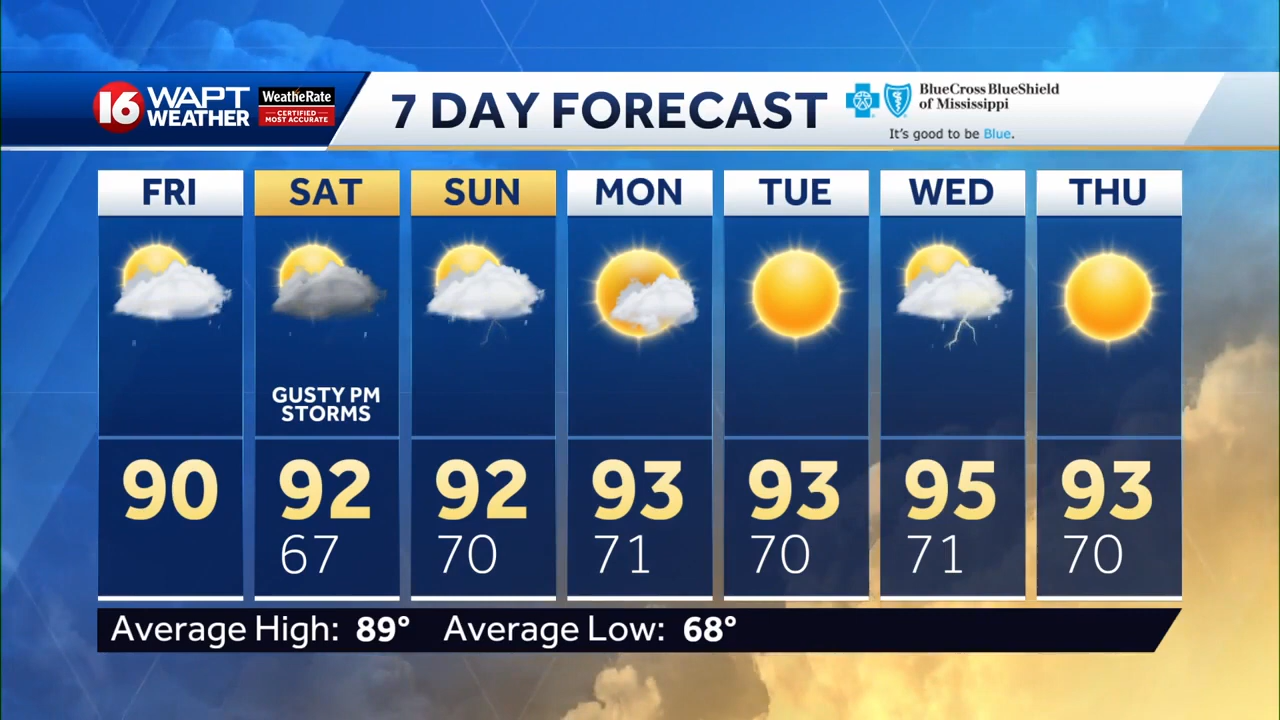 16 WAPT WEATHER
WeatheRate
CERTIFIED
MOST ACCURATE
7 DAY FORECAST
BlueCross BlueShield
of Mississippi
It's good to be Blue.
FRI SAT SUN MON TUE WED THU
GUSTY PM
STORMS
90 92 92 93 93 95 93
67 70 71 70 71 70
Average High: 89° Average Low: 68°